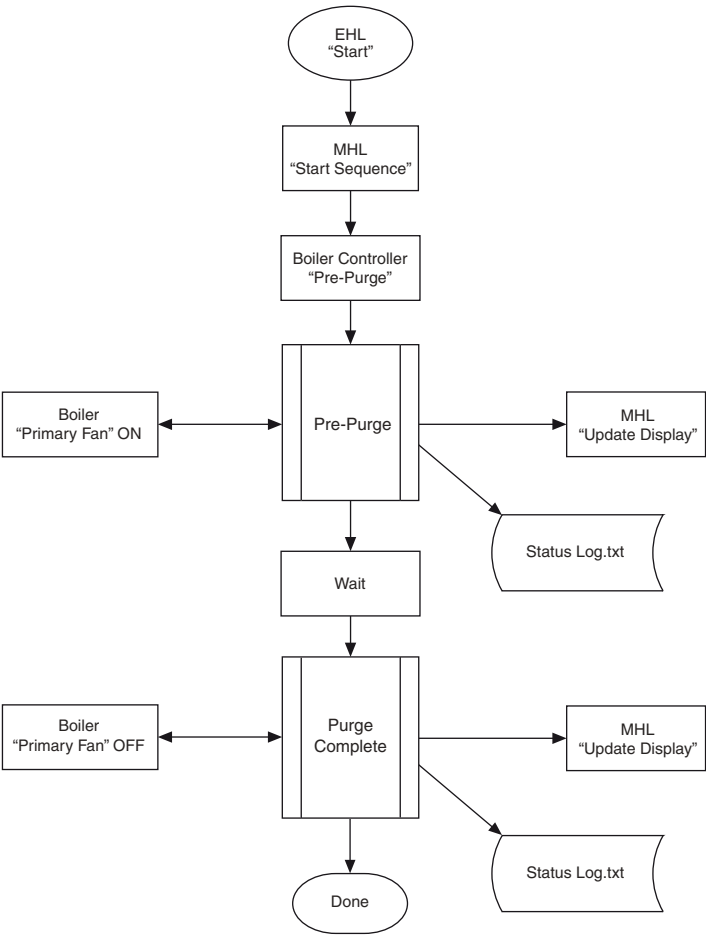 EHL
“Start”
MHL
“Start Sequence”
Boiler Controller
“Pre-Purge”
Boiler
“Primary Fan” ON
Pre-Purge
MHL
“Update Display”
Status Log.txt
Wait
Boiler
“Primary Fan” OFF
Purge
Complete
MHL
“Update Display”
Status Log.txt
Done